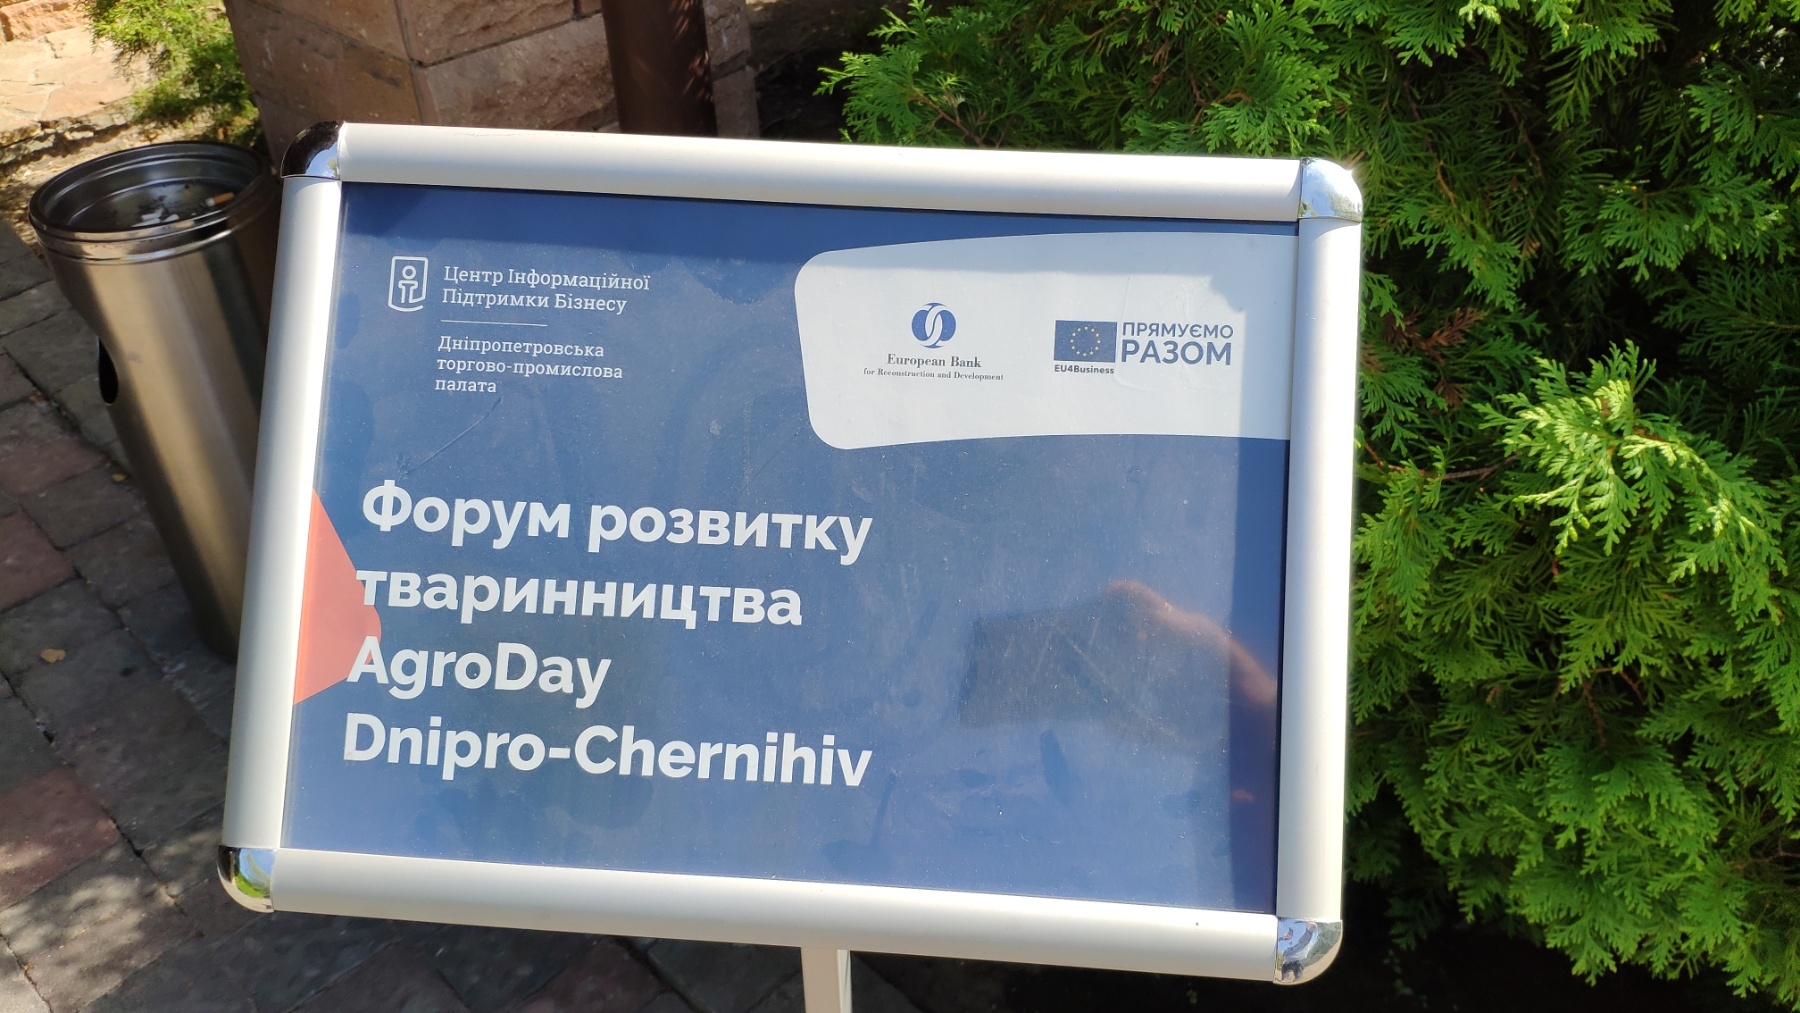 Центр Інформаційної
Підтримки Бізнесу
Дніпропетровська
торгово-промислова
палата
European Bank
for Reconstruction and Development
EU4Business
ПРЯМУЄМО
РАЗОМ
Форум розвитку
тваринництва
AgroDay
Dnipro-Chernihiv